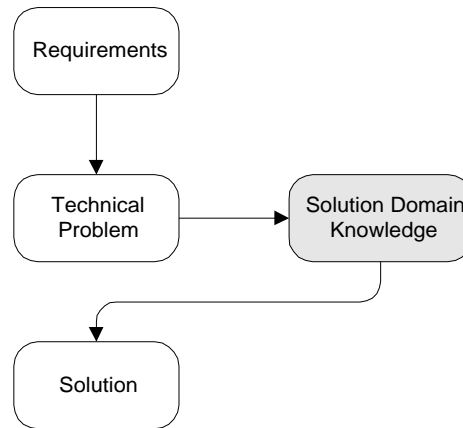 Requirements
Technical
Problem
Solution Domain
Knowledge
Solution